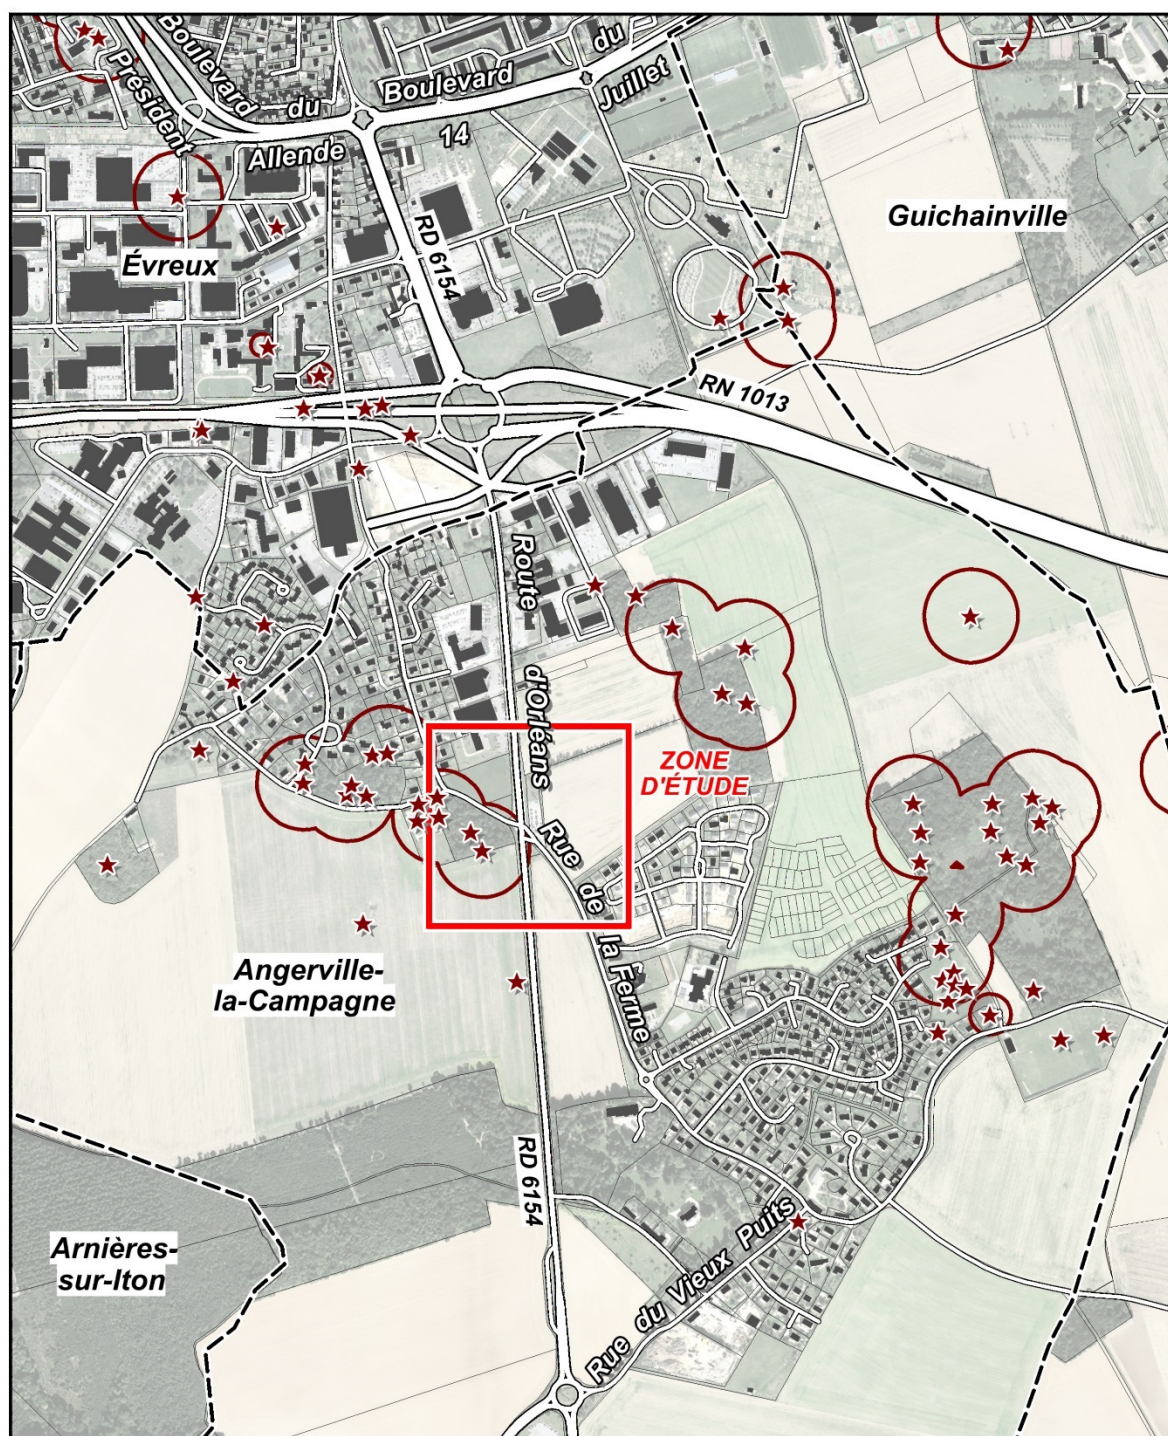 Boulevard
du
Président
Allende
Boulevard
du
14
Juillet
RD 6154
Évreux
Guichainville
RN 1013
Route
d'Orléans
ZONE
D'ÉTUDE
Rue de la Ferme
Angerville-
la-Campagne
RD 6154
Arnières-
sur-Iton
Rue du Vieux Puits